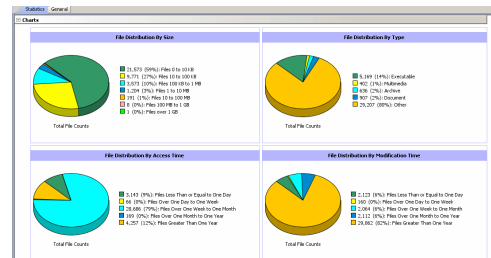 Statistics General
Charts
File Distribution By Size
21,573 (59%): Files 0 to 10 kB
9,771 (27%): Files 10 to 100 kB
3,573 (10%): Files 100 kB to 1 MB
1,204 (3%): Files 1 to 10 MB
191 (1%): Files 10 to 100 MB
8 (0%): Files 100 MB to 1 GB
1 (0%): Files over 1 GB
Total File Counts
File Distribution By Type
5,169 (14%): Executable
402 (1%): Multimedia
636 (2%): Archive
907 (2%): Document
29,207 (80%): Other
Total File Counts
File Distribution By Access Time
3,143 (9%): Files Less Than or Equal to One Day
66 (0%): Files Over One Day to One Week
28,686 (79%): Files Over One Week to One Month
169 (0%): Files Over One Month to One Year
4,257 (12%): Files Greater Than One Year
Total File Counts
File Distribution By Modification Time
2,123 (6%): Files Less Than or Equal to One Day
160 (0%): Files Over One Day to One Week
2,064 (6%): Files Over One Week to One Month
2,112 (6%): Files Over One Month to One Year
29,862 (82%): Files Greater Than One Year
Total File Counts